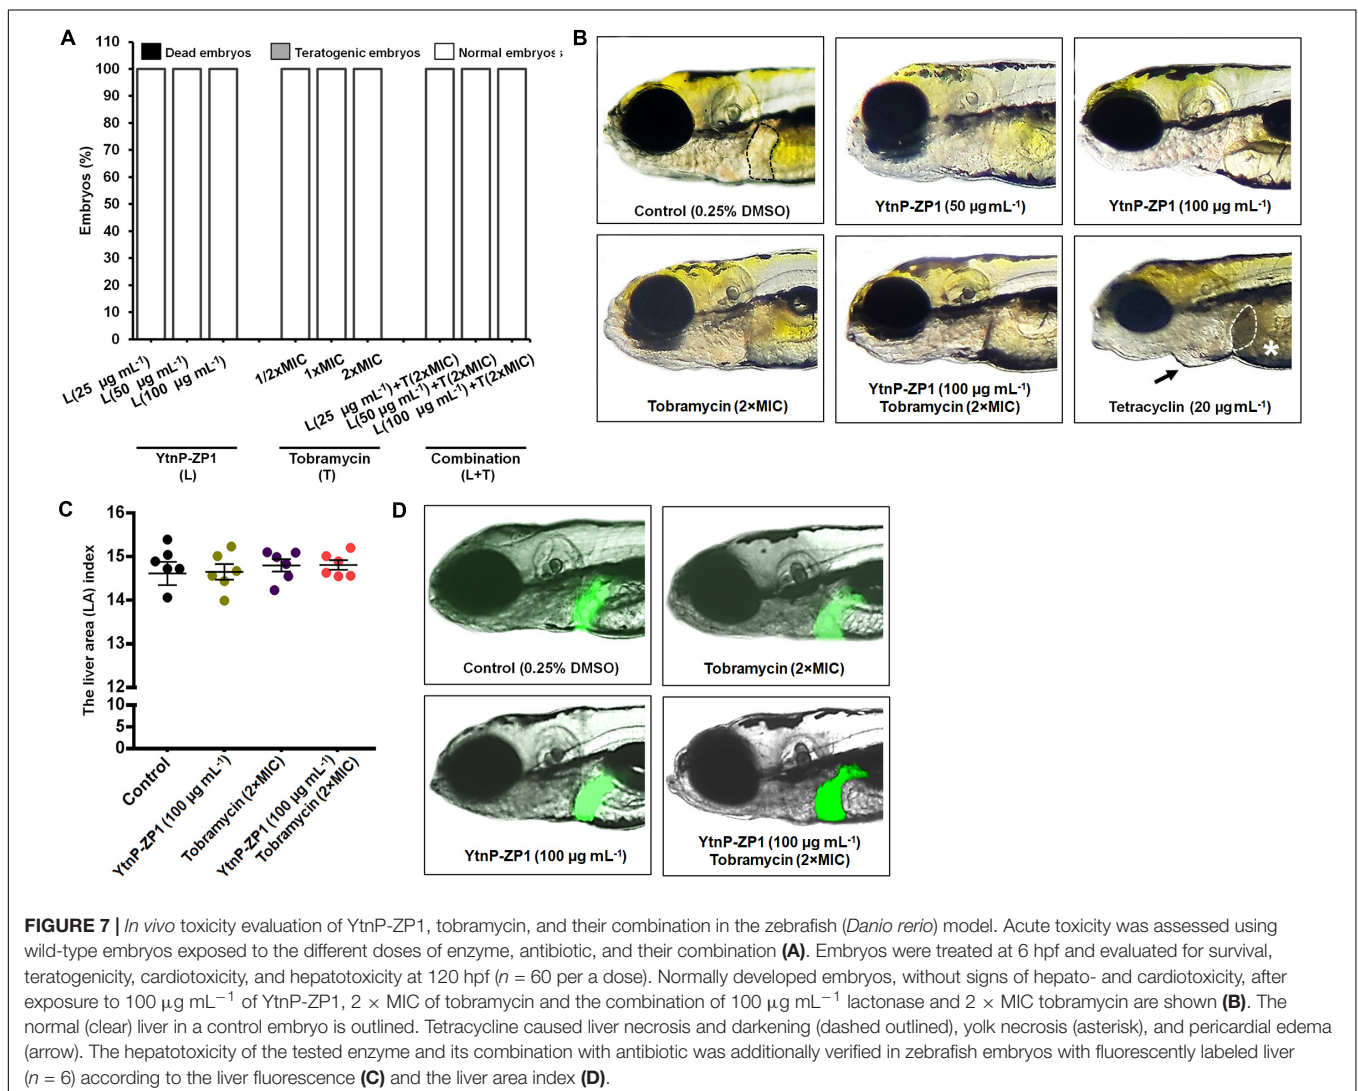 A
110
100
90
80
70
60
50
40
30
20
10
0
Embryos (%)
Dead embryos
Teratogenic embryos
Normal embryos
L(25 µg mL-1)
L(50 µg mL-1)
L(100 µg mL-1)
1/2xMIC
1xMIC
2xMIC
L(25 µg mL-1)+T(2xMIC)
L(50 µg mL-1)+T(2xMIC)
L(100 µg mL-1)+T(2xMIC)
YtnP-ZP1
(L)
Tobramycin
(T)
Combination
(L+T)
B
Control (0.25% DMSO)
YtnP-ZP1 (50 µg mL-1)
YtnP-ZP1 (100 µg mL-1)
Tobramycin (2×MIC)
YtnP-ZP1 (100 µg mL-1)
Tobramycin (2×MIC)
*
Tetracyclin (20 µg mL-1)
C
The liver area (LA) index
16
15
14
13
12
10
5
0
Control
YtnP-ZP1 (100 µg mL-1)
Tobramycin (2×MIC)
YtnP-ZP1 (100 µg mL-1)
Tobramycin (2×MIC)
D
Control (0.25% DMSO)
Tobramycin (2×MIC)
YtnP-ZP1 (100 µg mL-1)
YtnP-ZP1 (100 µg mL-1)
Tobramycin (2×MIC)
FIGURE 7 | In vivo toxicity evaluation of YtnP-ZP1, tobramycin, and their combination in the zebrafish (Danio rerio) model. Acute toxicity was assessed using
wild-type embryos exposed to the different doses of enzyme, antibiotic, and their combination (A). Embryos were treated at 6 hpf and evaluated for survival,
teratogenicity, cardiotoxicity, and hepatotoxicity at 120 hpf (n = 60 per a dose). Normally developed embryos, without signs of hepato- and cardiotoxicity, after
exposure to 100 µg mL−1 of YtnP-ZP1, 2 × MIC of tobramycin and the combination of 100 µg mL−1 lactonase and 2 × MIC tobramycin are shown (B). The
normal (clear) liver in a control embryo is outlined. Tetracycline caused liver necrosis and darkening (dashed outlined), yolk necrosis (asterisk), and pericardial edema
(arrow). The hepatotoxicity of the tested enzyme and its combination with antibiotic was additionally verified in zebrafish embryos with fluorescently labeled liver
(n = 6) according to the liver fluorescence (C) and the liver area index (D).